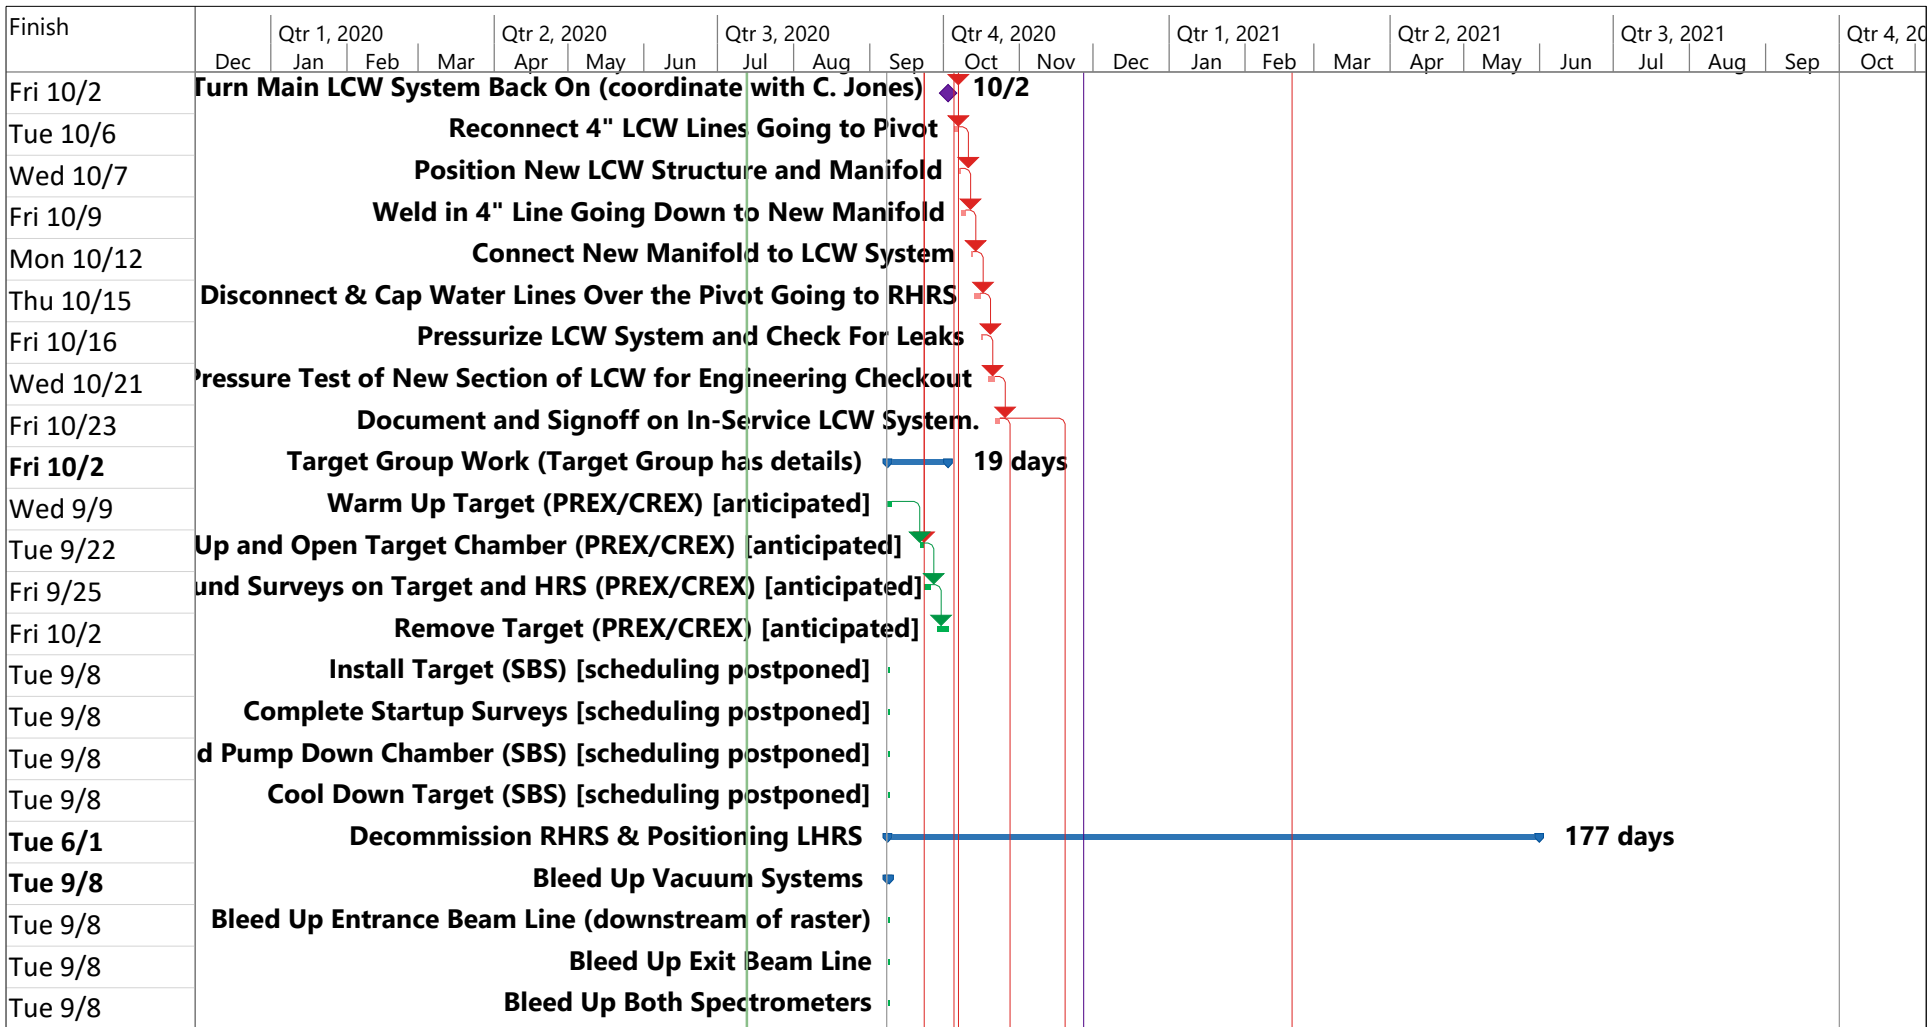 Finish
Qtr 1, 2020 Qtr 2, 2020 Qtr 3, 2020 Qtr 4, 2020 Qtr 1, 2021 Qtr 2, 2021 Qtr 3, 2021 Qtr 4, 20
Dec Jan Feb Mar Apr May Jun Jul Aug Sep Oct Nov Dec Jan Feb Mar Apr May Jun Jul Aug Sep Oct
Fri 10/2 Turn Main LCW System Back On (coordinate with C. Jones) 10/2
Tue 10/6 Reconnect 4" LCW Lines Going to Pivot
Wed 10/7 Position New LCW Structure and Manifold
Fri 10/9 Weld in 4" Line Going Down to New Manifold
Mon 10/12 Connect New Manifold to LCW System
Thu 10/15 Disconnect & Cap Water Lines Over the Pivot Going to RHRS
Fri 10/16 Pressurize LCW System and Check For Leaks
Wed 10/21 Pressure Test of New Section of LCW for Engineering Checkout
Fri 10/23 Document and Signoff on In-Service LCW System.
Fri 10/2 Target Group Work (Target Group has details) 19 days
Wed 9/9 Warm Up Target (PREX/CREX) [anticipated]
Tue 9/22 Up and Open Target Chamber (PREX/CREX) [anticipated]
Fri 9/25 und Surveys on Target and HRS (PREX/CREX) [anticipated]
Fri 10/2 Remove Target (PREX/CREX) [anticipated]
Tue 9/8 Install Target (SBS) [scheduling postponed]
Tue 9/8 Complete Startup Surveys [scheduling postponed]
Tue 9/8 d Pump Down Chamber (SBS) [scheduling postponed]
Tue 9/8 Cool Down Target (SBS) [scheduling postponed]
Tue 6/1 Decommission RHRS & Positioning LHRS 177 days
Tue 9/8 Bleed Up Vacuum Systems
Tue 9/8 Bleed Up Entrance Beam Line (downstream of raster)
Tue 9/8 Bleed Up Exit Beam Line
Tue 9/8 Bleed Up Both Spectrometers